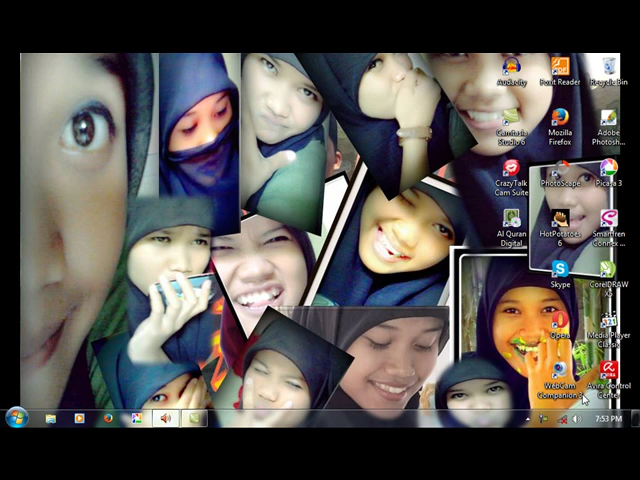 Audacity
Foxit Reader
Recycle Bin
Camtasia
Studio 6
Mozilla
Firefox
Adobe
Photosh...
CrazyTalk
Cam Suite
PhotoScape
Picasa 3
Al Quran
Digital
HotPotatoes
6
Smartfren
Connex ...
Skype
CorelDRAW
X5
Opera
Media Player
Classic
WebCam
Companion 3
Avira Control
Center
7:53 PM